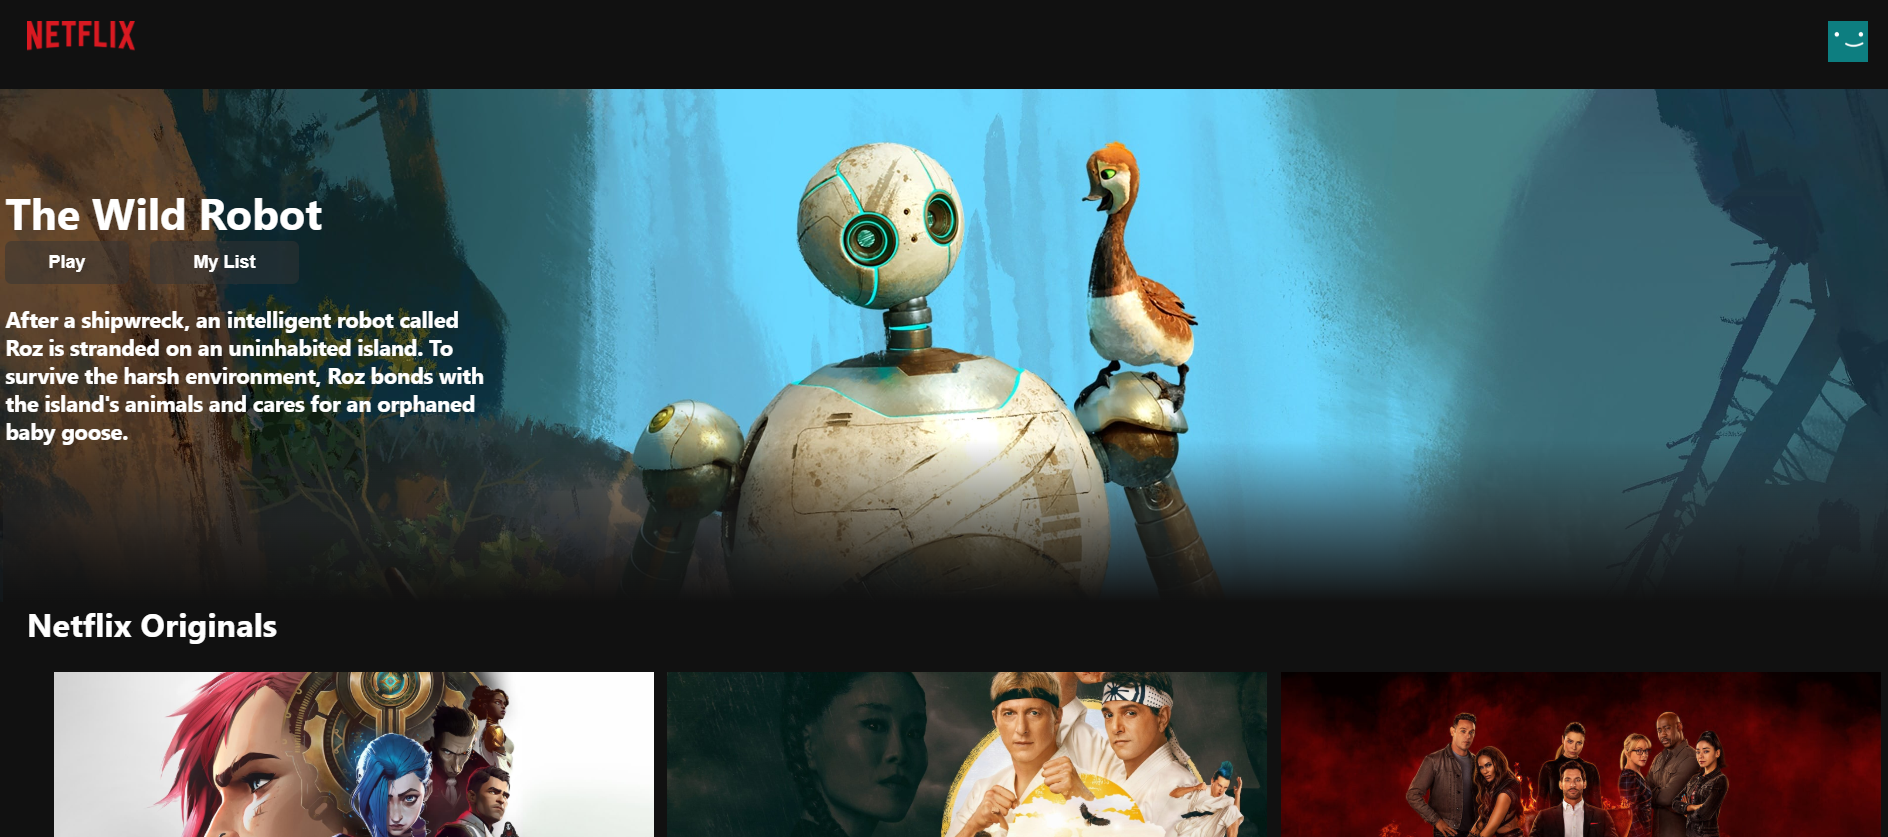 NETFLIX
The Wild Robot
Play
My List
After a shipwreck, an intelligent robot called
Roz is stranded on an uninhabited island. To
survive the harsh environment, Roz bonds with
the island's animals and cares for an orphaned
baby goose.
Netflix Originals